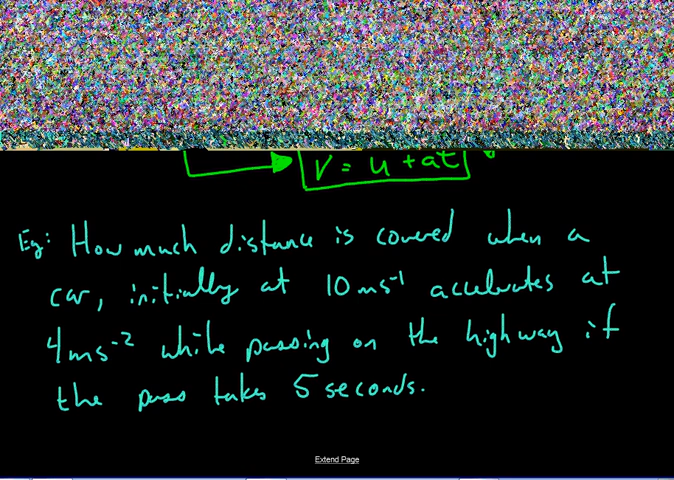 v = u + at
Eg: How much distance is covered when a
car, initially at 10 ms⁻¹ accelerates at
4 ms⁻² while passing on the highway if
the pass takes 5 seconds.
Extend Page